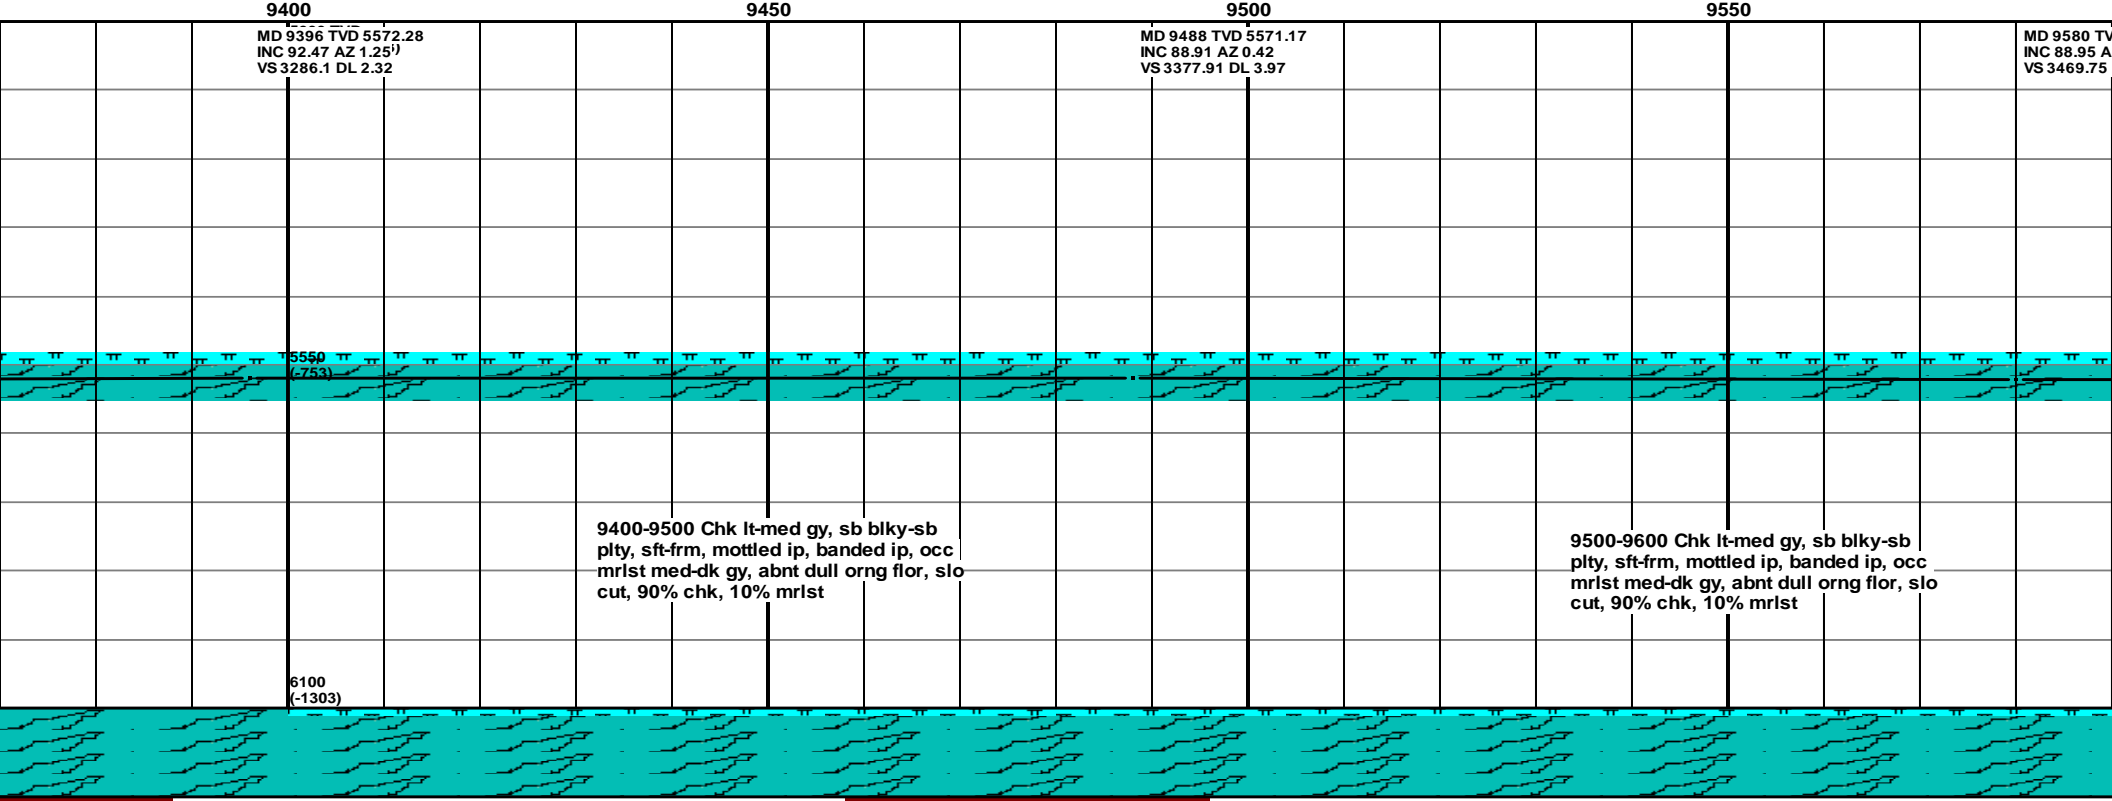 9400 9450 9500 9550
MD 9396 TVD 5572.28
INC 92.47 AZ 1.25
VS 3286.1 DL 2.32
MD 9488 TVD 5571.17
INC 88.91 AZ 0.42
VS 3377.91 DL 3.97
MD 9580 TV
INC 88.95 A
VS 3469.75
5550
(-753)
9400-9500 Chk lt-med gy, sb blky-sb
plty, sft-frm, mottled ip, banded ip, occ
mrlst med-dk gy, abnt dull orng flor, slo
cut, 90% chk, 10% mrlst
9500-9600 Chk lt-med gy, sb blky-sb
plty, sft-frm, mottled ip, banded ip, occ
mrlst med-dk gy, abnt dull orng flor, slo
cut, 90% chk, 10% mrlst
6100
(-1303)